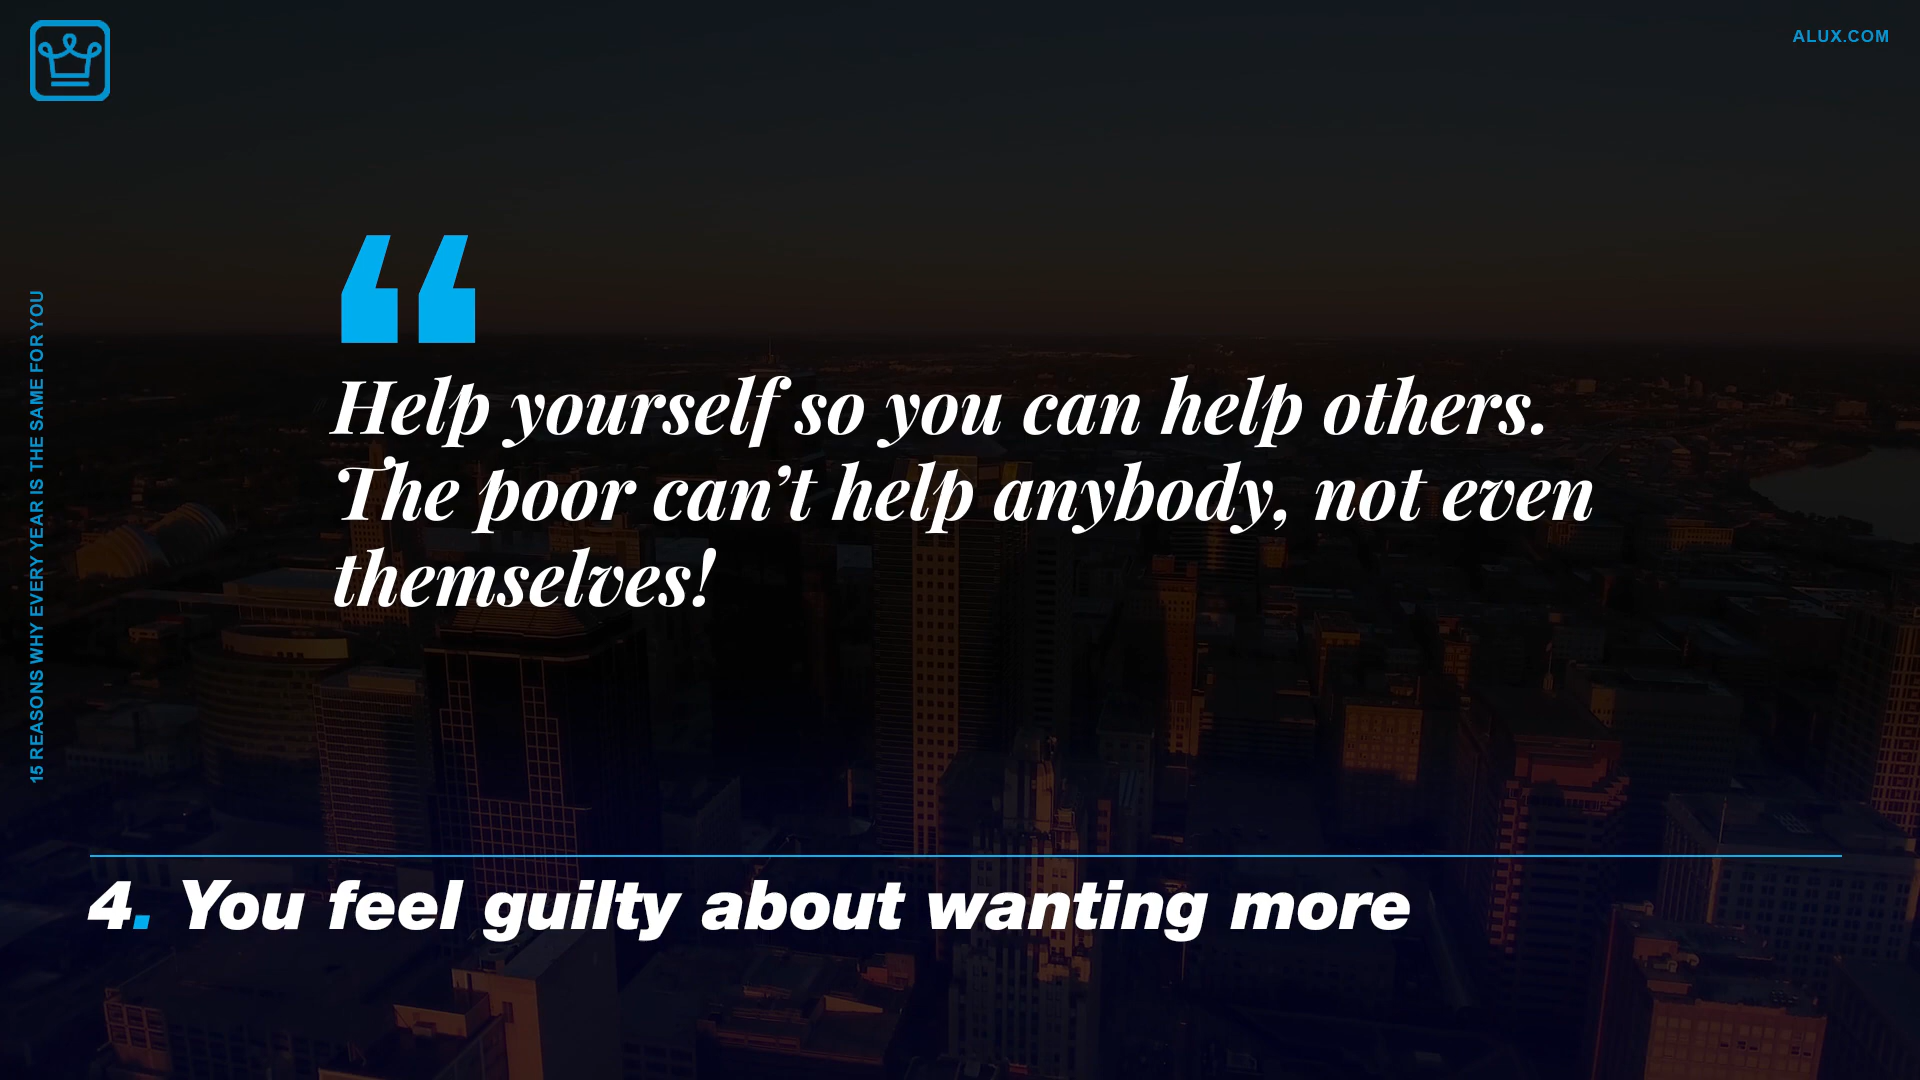 ALUX.COM
15 REASONS WHY EVERY YEAR IS THE SAME FOR YOU
“
Help yourself so you can help others.
The poor can’t help anybody, not even
themselves!
4. You feel guilty about wanting more